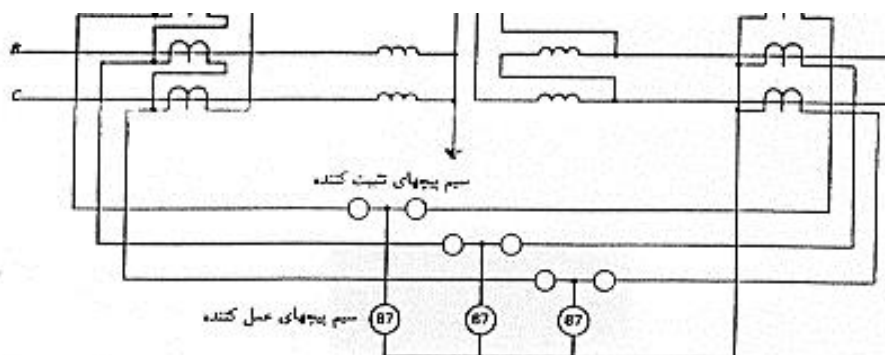 B
C
سیم پیچهای تثبیت کننده
سیم پیچهای عمل کننده
87 87 87